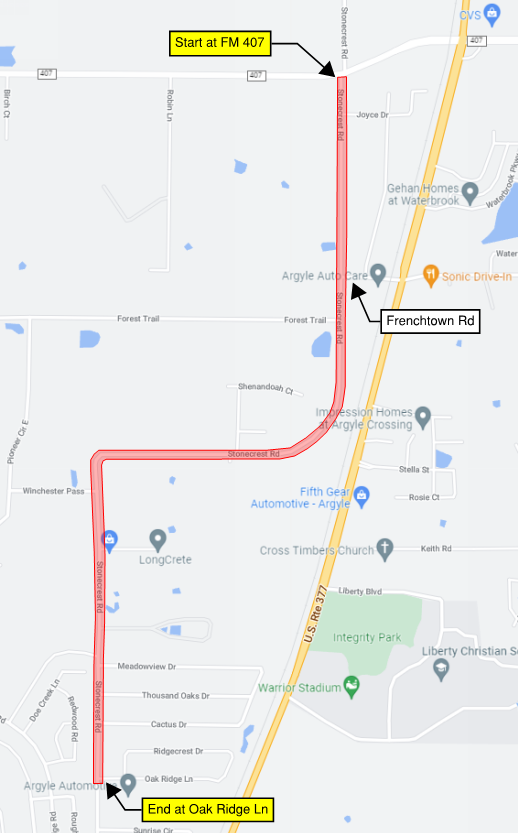 Stonecrest Rd
CVS
Start at FM 407
407
407
407
Birch Ct
Robin Ln
Stonecrest Rd
Joyce Dr
Gehan Homes
at Waterbrook
Waterbrook Pkwy
Water
Argyle Auto Care
Sonic Drive-In
Stonecrest Rd
Frenchtown Rd
Forest Trail
Forest Trail
Shenandoah Ct
Impression Homes
at Argyle Crossing
Pioneer Cir E
Stonecrest Rd
Stella St
Winchester Pass
Fifth Gear
Automotive - Argyle
Rosie Ct
LongCrete
Cross Timbers Church
Keith Rd
Stonecrest Rd
U.S. Rte 377
Liberty Blvd
Integrity Park
Liberty Christian Sc
Meadowview Dr
Doe Creek Ln
Redwood Rd
Stonecrest Rd
Thousand Oaks Dr
Warrior Stadium
Cactus Dr
Ridgecrest Dr
Argyle Automotive
Oak Ridge Ln
End at Oak Ridge Ln
Sunrise Cir